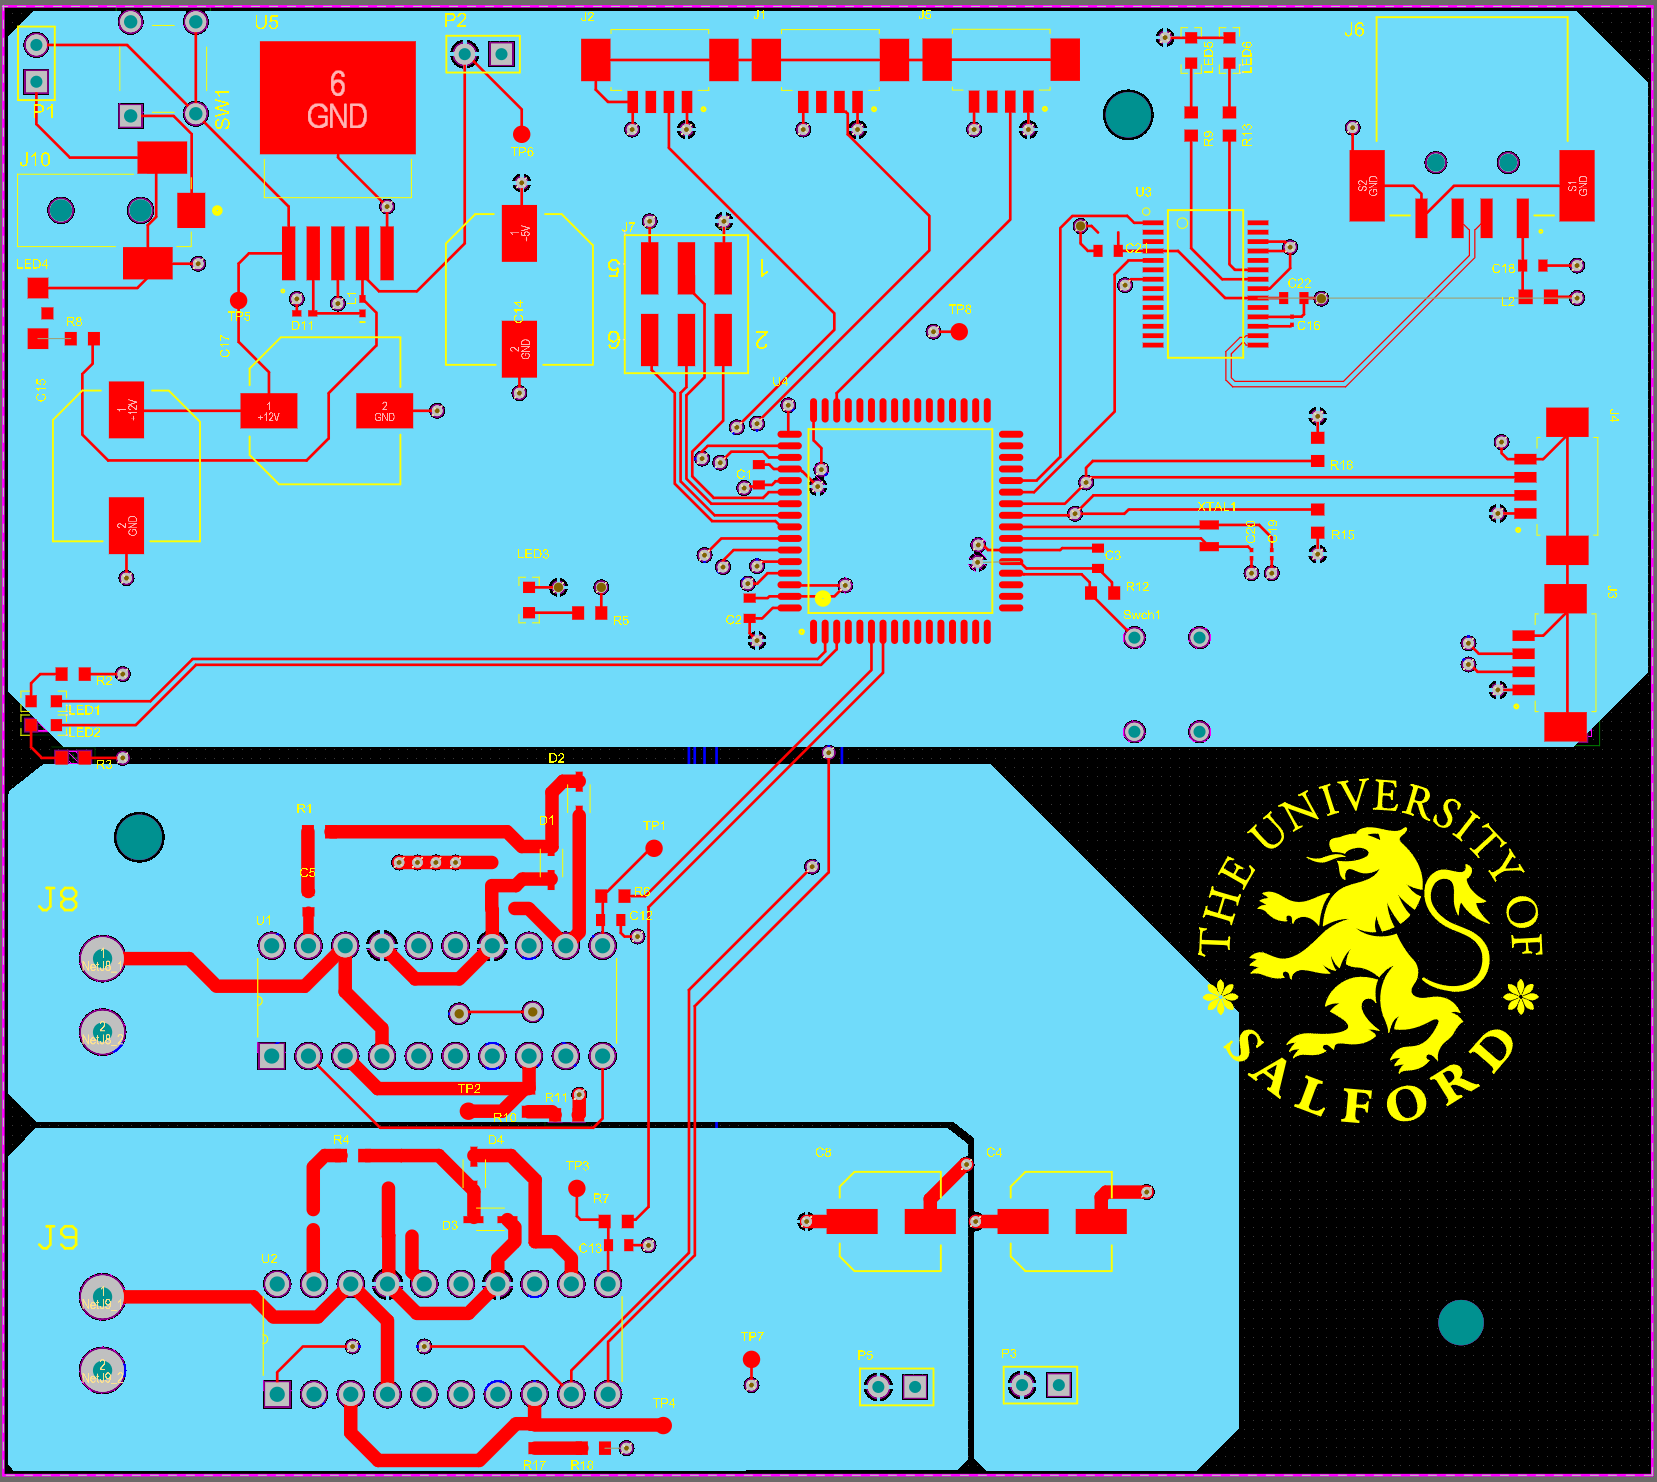 U5
P2
J2
J1
J5
J6
P1
SW1
6
GND
TP6
LED5
LED6
R9
R13
J10
S2
GND
S1
GND
U3
1
-5V
J7
5
1
6
2
C21
C18
LED4
C22
L2
TP5
D11
C14
TP8
C16
R8
C17
2
GND
U4
C15
1
-12V
1
+12V
2
GND
J4
C1
R16
2
GND
XTAL1
C20
C19
R15
LED3
C3
R12
J3
R5
C2
Swch1
R2
LED1
LED2
R3
D2
R1
D1
TP1
C5
R6
J8
U1
C12
1
NetJ8_1
2
NetJ8_2
THE UNIVERSITY OF
SALFORD
TP2
R11
R10
R4
D4
C8
C4
TP3
R7
D3
J9
U2
C13
1
NetJ9_1
2
NetJ9_2
TP7
P5
P3
TP4
R17
R18